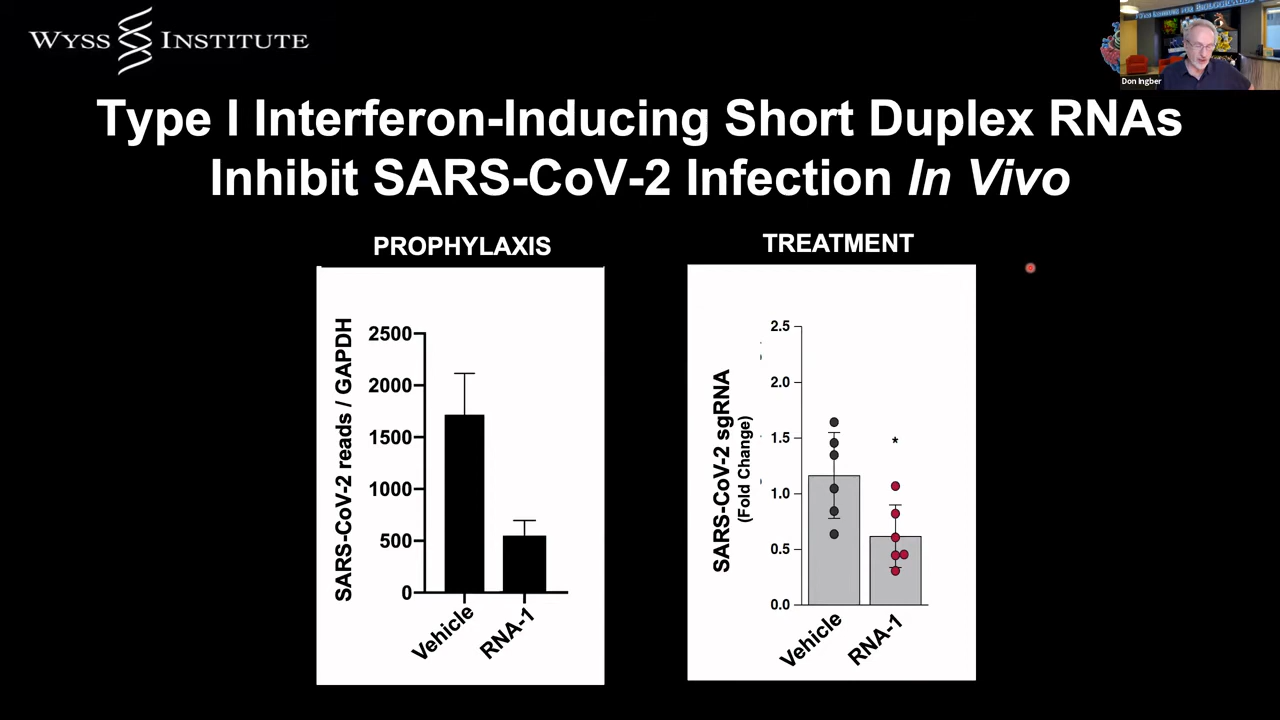 WYSS INSTITUTE
Don Ingber
Type I Interferon-Inducing Short Duplex RNAs
Inhibit SARS-CoV-2 Infection In Vivo
PROPHYLAXIS
SARS-CoV-2 reads / GAPDH
2500
2000
1500
1000
500
0
Vehicle
RNA-1
TREATMENT
SARS-CoV-2 sgRNA
(Fold Change)
2.5
2.0
1.5
1.0
0.5
0.0
*
Vehicle
RNA-1